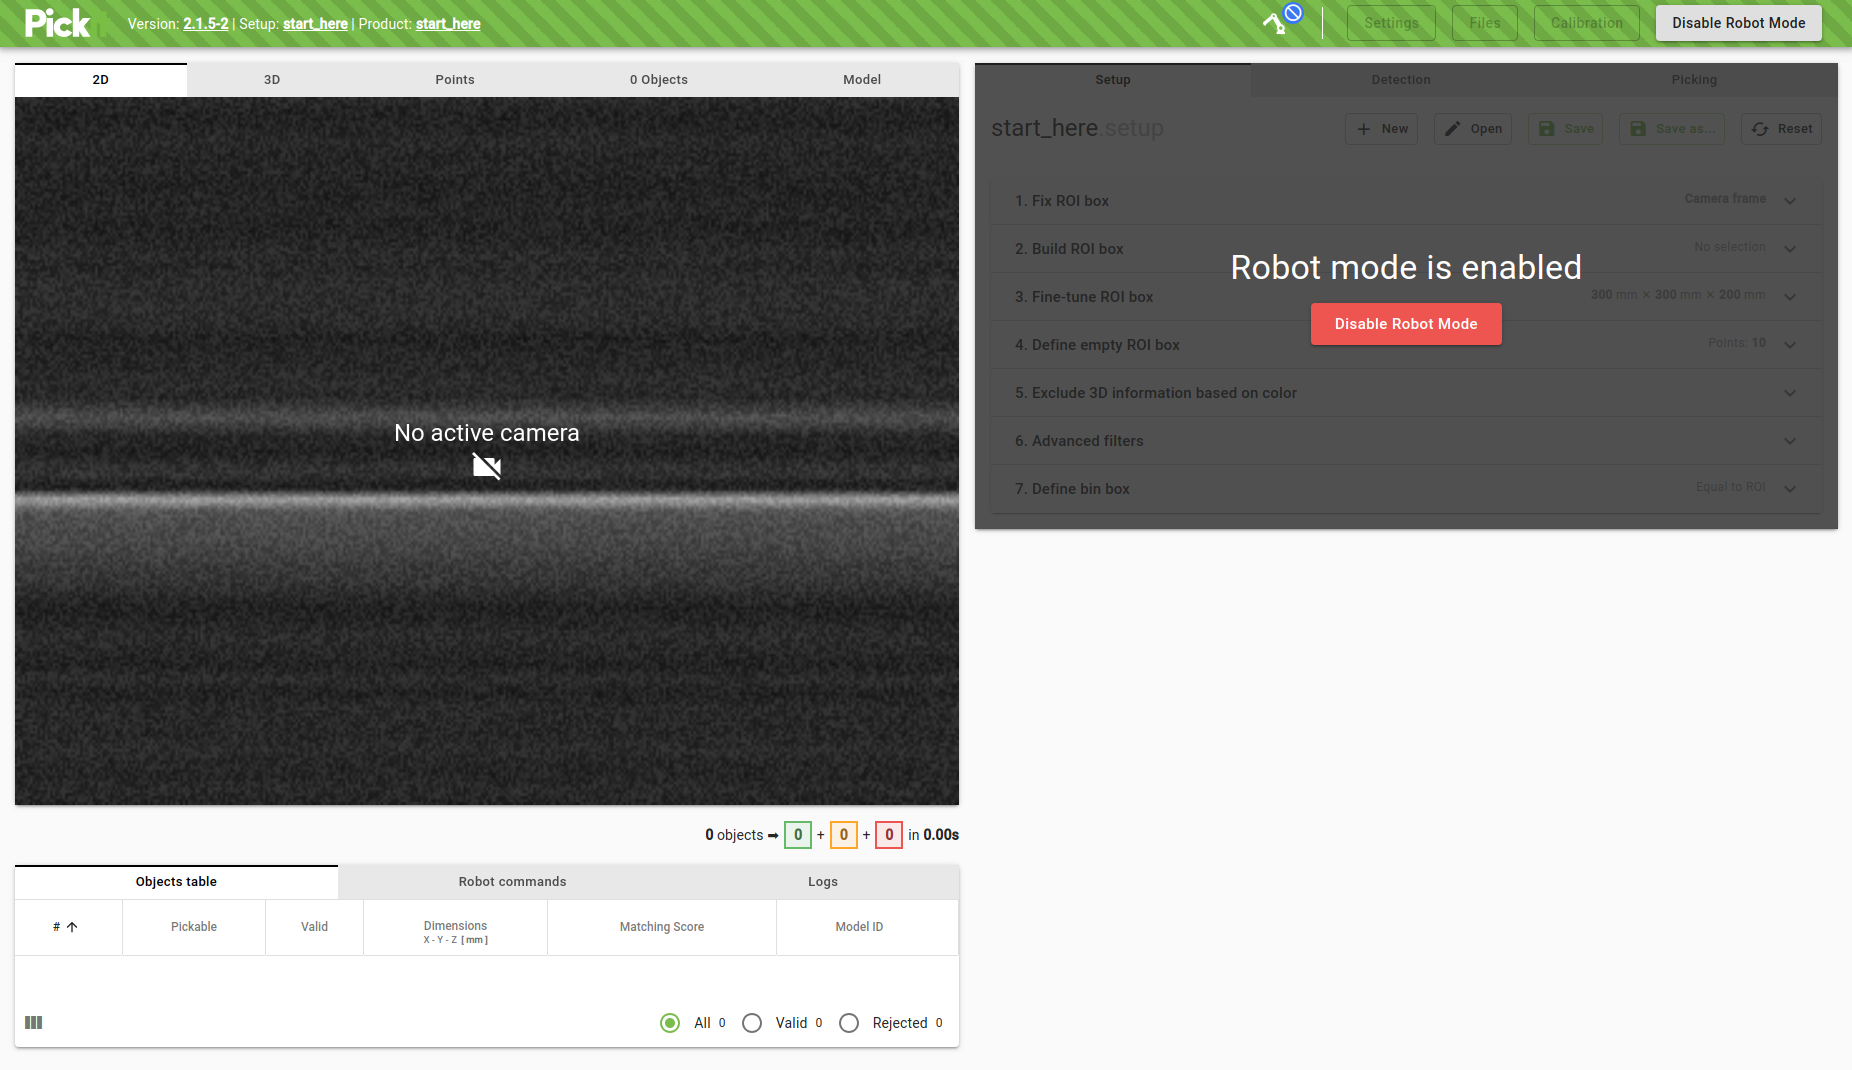 Pickit Version: 2.1.5-2 | Setup: start_here | Product: start_here
Settings Files Calibration Disable Robot Mode
2D 3D Points 0 Objects Model
No active camera
0 objects ➡ 0 + 0 + 0 in 0.00s
Objects table Robot commands Logs
# Pickable Valid Dimensions Matching Score Model ID
X - Y - Z [ mm ]
All 0 Valid 0 Rejected 0
Setup Detection Picking
start_here.setup New Open Save Save as... Reset
1. Fix ROI box Camera frame
2. Build ROI box No selection
Robot mode is enabled
3. Fine-tune ROI box 300 mm × 300 mm × 200 mm
Disable Robot Mode
4. Define empty ROI box Points: 10
5. Exclude 3D information based on color
6. Advanced filters
7. Define bin box Equal to ROI